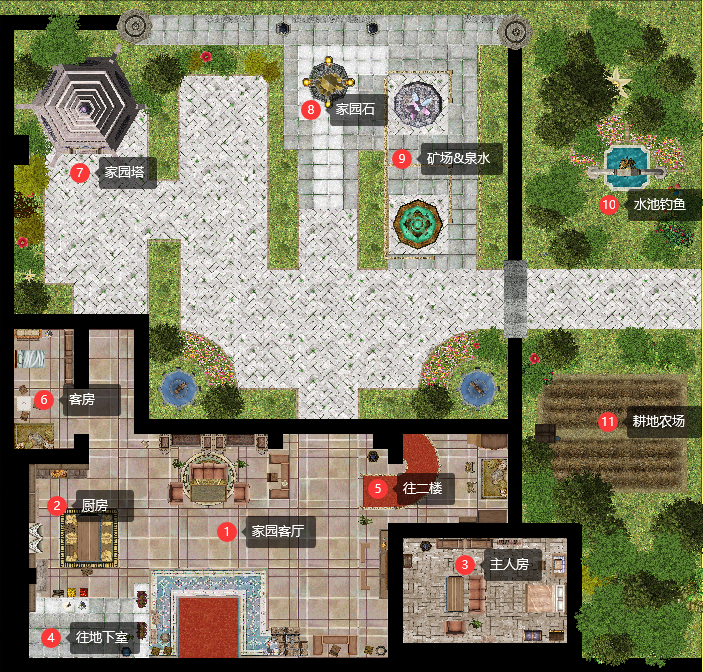 8 家园石
9 矿场&泉水
7 家园塔
10 水池钓鱼
6 客房
11 耕地农场
5 往二楼
2 厨房
1 家园客厅
3 主人房
4 往地下室